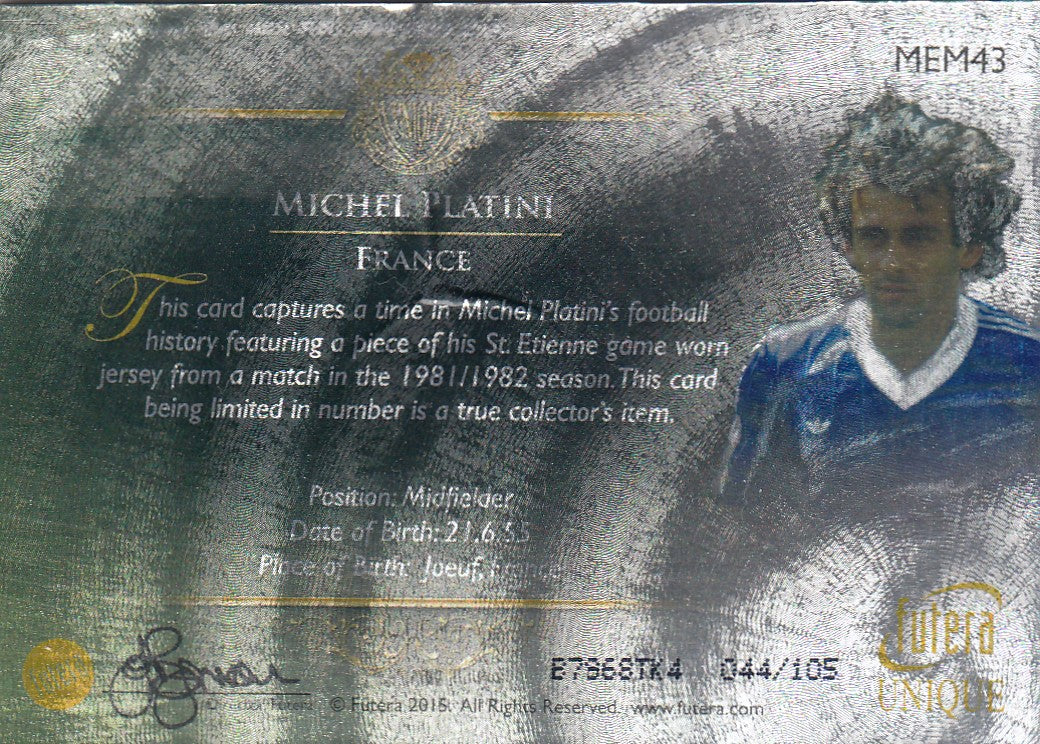 MEM43
MICHEL PLATINI
FRANCE
This card captures a time in Michel Platini's football
history featuring a piece of his St. Etienne game worn
jersey from a match in the 1981/1982 season. This card
being limited in number is a true collector's item.
Position: Midfielder
Date of Birth: 21.6.55
Place of Birth: Joeuf, France
futera
UNIQUE
044/105
Futera
© Futera 2015. All Rights Reserved. www.futera.com